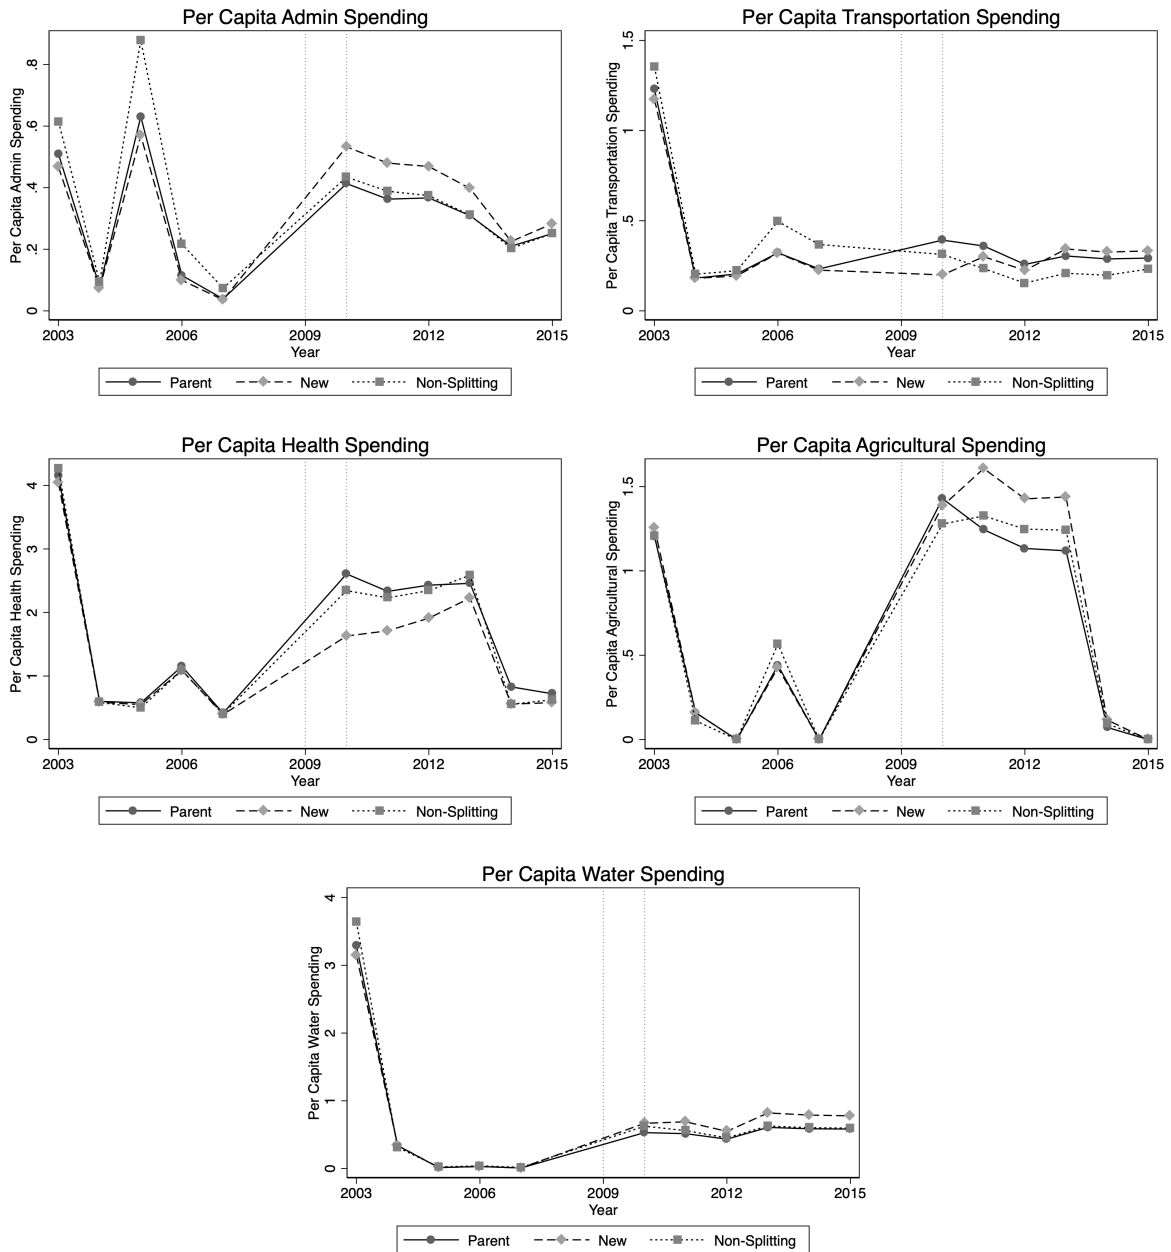 Per Capita Admin Spending
Per Capita Admin Spending
0 .2 .4 .6 .8
2003 2006 2009 2012 2015
Year
Parent New Non-Splitting
Per Capita Transportation Spending
Per Capita Transportation Spending
0 .5 1 1.5
2003 2006 2009 2012 2015
Year
Parent New Non-Splitting
Per Capita Health Spending
Per Capita Health Spending
0 1 2 3 4
2003 2006 2009 2012 2015
Year
Parent New Non-Splitting
Per Capita Agricultural Spending
Per Capita Agricultural Spending
0 .5 1 1.5
2003 2006 2009 2012 2015
Year
Parent New Non-Splitting
Per Capita Water Spending
Per Capita Water Spending
0 1 2 3 4
2003 2006 2009 2012 2015
Year
Parent New Non-Splitting